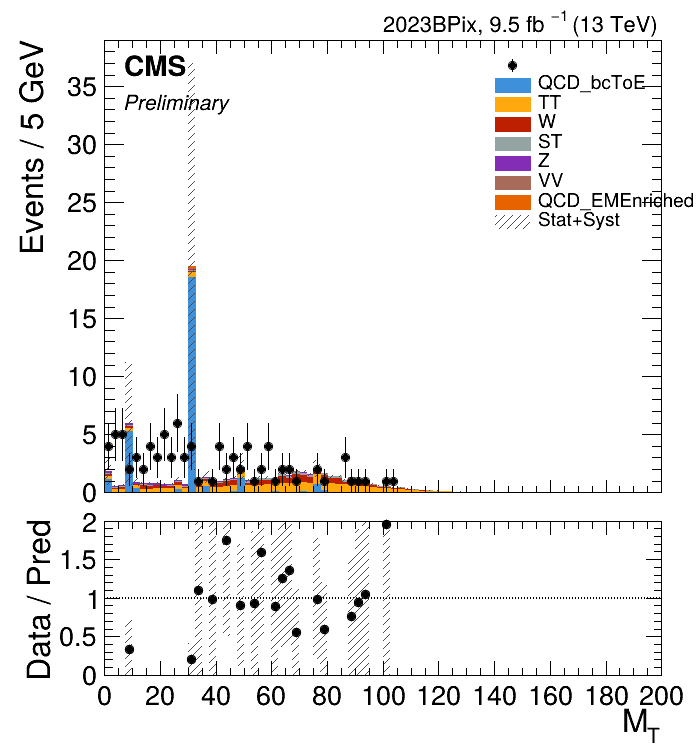 2023BPix, 9.5 fb⁻¹ (13 TeV)
CMS
Preliminary
QCD_bcToE
TT
W
ST
Z
VV
QCD_EMEnriched
Stat+Syst
Events / 5 GeV
35
30
25
20
15
10
5
0
Data / Pred
2
1.5
1
0.5
0
0 20 40 60 80 100 120 140 160 180 200
M_T